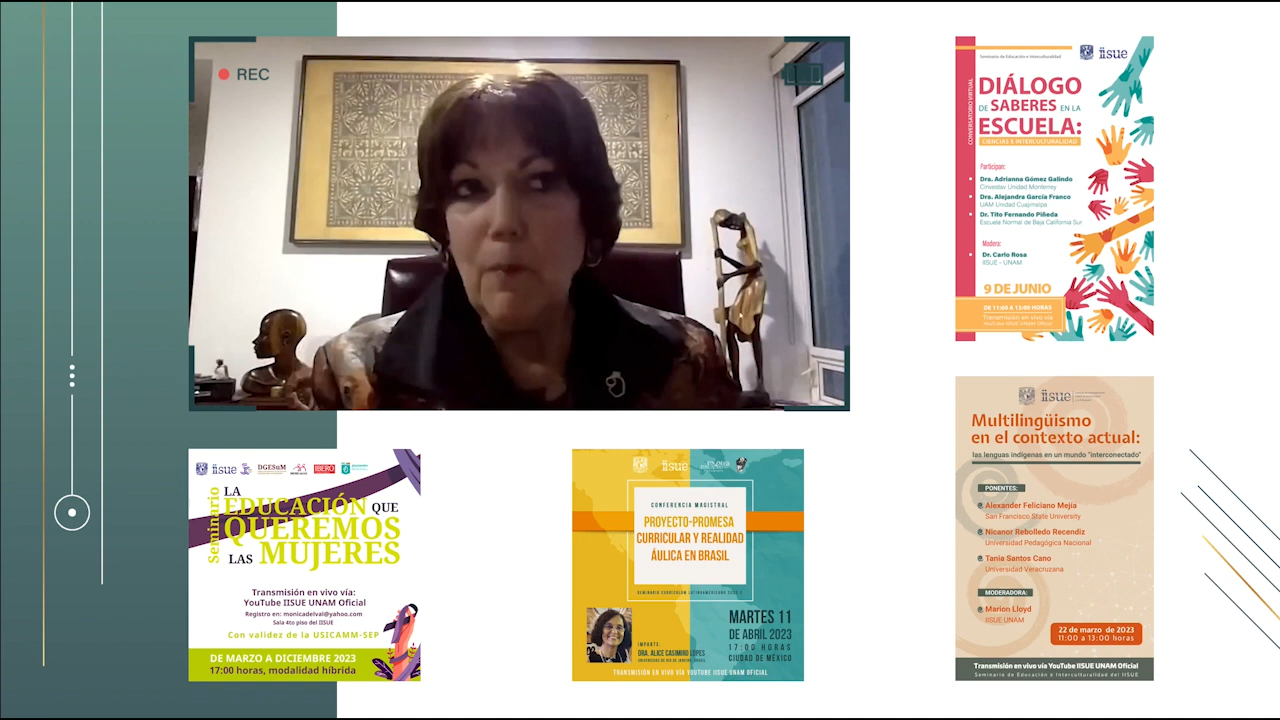 REC
iisue
Seminario de Educación e Interculturalidad
CONVERSATORIO VIRTUAL
DIÁLOGO
DE SABERES EN LA
ESCUELA:
CIENCIAS E INTERCULTURALIDAD
Participan:
Dra. Adrianna Gómez Galindo
Cinvestav Unidad Monterrey
Dra. Alejandra García Franco
UAM Unidad Cuajimalpa
Dr. Tito Fernando Piñeda
Escuela Normal de Baja California Sur
Modera:
Dr. Carlo Rosa
IISUE - UNAM
9 DE JUNIO
DE 11:00 A 13:00 HORAS
Transmisión en vivo vía
YouTube IISUE UNAM Oficial
iisue
DGESuM
IBERO
Seminario
LA
EDUCACIÓN QUE
QUEREMOS
LAS MUJERES
Transmisión en vivo vía:
YouTube IISUE UNAM Oficial
Registro en: monicadelval@yahoo.com
Sala 4to piso del IISUE
Con validez de la USICAMM-SEP
DE MARZO A DICIEMBRE 2023
17:00 horas, modalidad híbrida
iisue
CONFERENCIA MAGISTRAL
PROYECTO-PROMESA
CURRICULAR Y REALIDAD
ÁULICA EN BRASIL
IMPARTE:
DRA. ALICE CASIMIRO LOPES
MARTES 11
DE ABRIL 2023
17:00 HORAS
CIUDAD DE MÉXICO
TRANSMISIÓN EN VIVO VÍA YOUTUBE IISUE UNAM OFICIAL
iisue
Multilingüismo
en el contexto actual:
las lenguas indígenas en un mundo "interconectado"
PONENTES:
Alexander Feliciano Mejía
San Francisco State University
Nicanor Rebolledo Recendiz
Universidad Pedagógica Nacional
Tania Santos Cano
Universidad Veracruzana
MODERADORA:
Marion Lloyd
IISUE UNAM
22 de marzo de 2023
11:00 a 13:00 horas
Transmisión en vivo vía YouTube IISUE UNAM Oficial
Seminario de Educación e Interculturalidad del IISUE